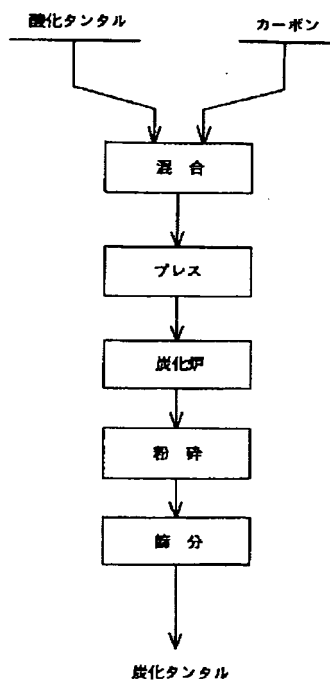 酸化タンタル
カーボン
混合
プレス
炭化炉
粉砕
篩分
炭化タンタル